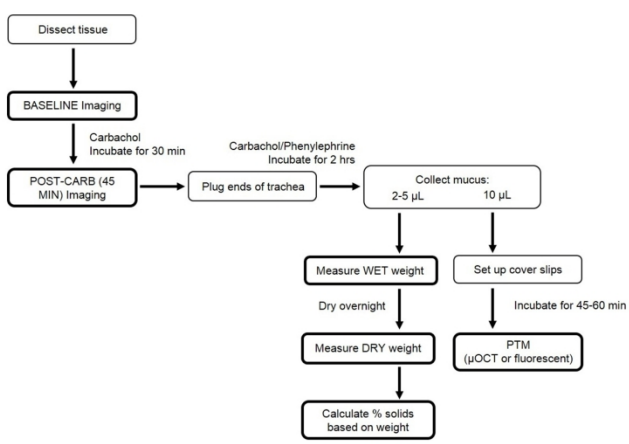 Dissect tissue
BASELINE Imaging
Carbachol
Incubate for 30 min
POST-CARB (45
MIN) Imaging
Plug ends of trachea
Carbachol/Phenylephrine
Incubate for 2 hrs
Collect mucus:
2-5 µL 10 µL
Measure WET weight
Set up cover slips
Dry overnight
Incubate for 45-60 min
Measure DRY weight
PTM
(µOCT or fluorescent)
Calculate % solids
based on weight